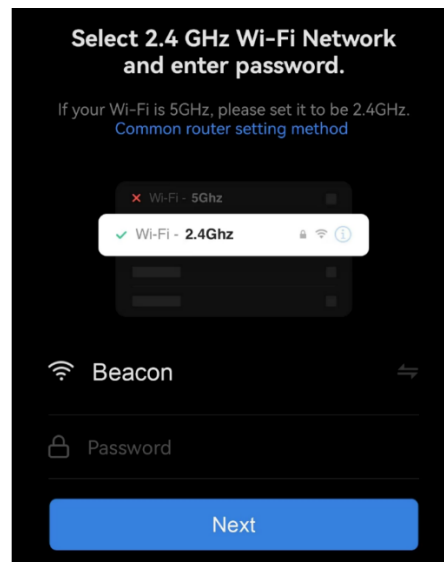 Select 2.4 GHz Wi-Fi Network
and enter password.
If your Wi-Fi is 5GHz, please set it to be 2.4GHz.
Common router setting method
Wi-Fi - 5Ghz
Wi-Fi - 2.4Ghz
Beacon
Password
Next